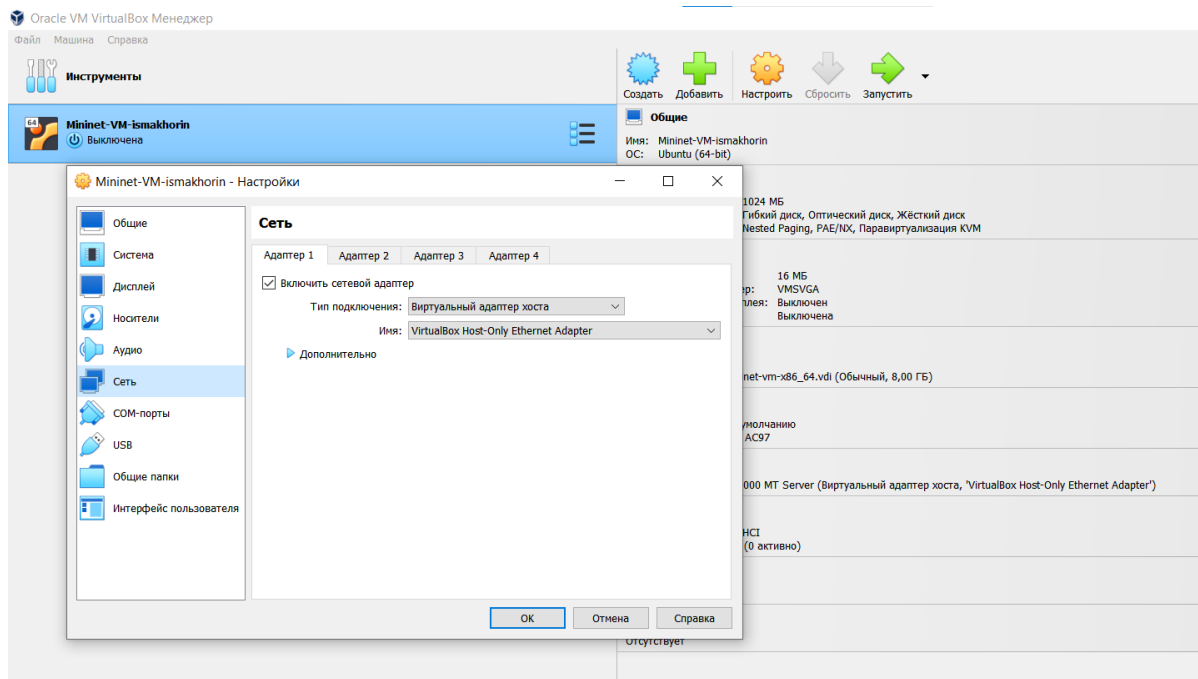 Oracle VM VirtualBox Менеджер
Файл Машина Справка
Инструменты
Создать Добавить Настроить Сбросить Запустить
64
Mininet-VM-ismakhorin
Выключена
Общие
Имя: Mininet-VM-ismakhorin
ОС: Ubuntu (64-bit)
Mininet-VM-ismakhorin - Настройки
Общие
Система
Дисплей
Носители
Аудио
Сеть
COM-порты
USB
Общие папки
Интерфейс пользователя
Сеть
Адаптер 1 Адаптер 2 Адаптер 3 Адаптер 4
Включить сетевой адаптер
Тип подключения: Виртуальный адаптер хоста
Имя: VirtualBox Host-Only Ethernet Adapter
Дополнительно
OK Отмена Справка
1024 МБ
Гибкий диск, Оптический диск, Жёсткий диск
Nested Paging, PAE/NX, Паравиртуализация KVM
16 МБ
ер: VMSVGA
плея: Выключен
Выключена
net-vm-x86_64.vdi (Обычный, 8,00 ГБ)
умолчанию
AC97
000 MT Server (Виртуальный адаптер хоста, 'VirtualBox Host-Only Ethernet Adapter')
HCI
(0 активно)
Отсутствует